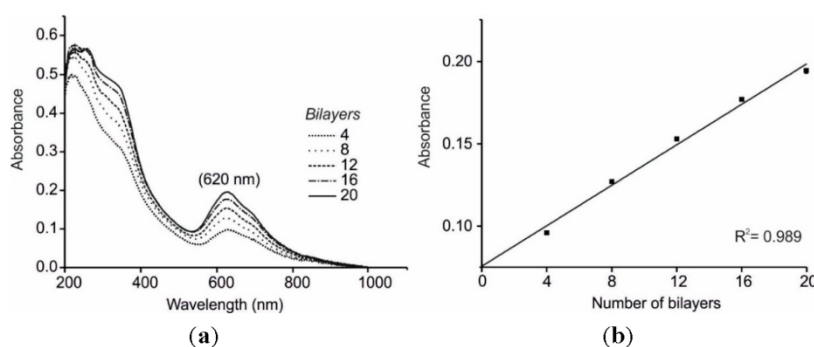 0.6
0.5
0.4
0.3
0.2
0.1
0.0
Absorbance
200
400
600
800
1000
Wavelength (nm)
(620 nm)
Bilayers
4
8
12
16
20
(a)
0.20
0.15
0.10
Absorbance
0
4
8
12
16
20
Number of bilayers
R²= 0.989
(b)